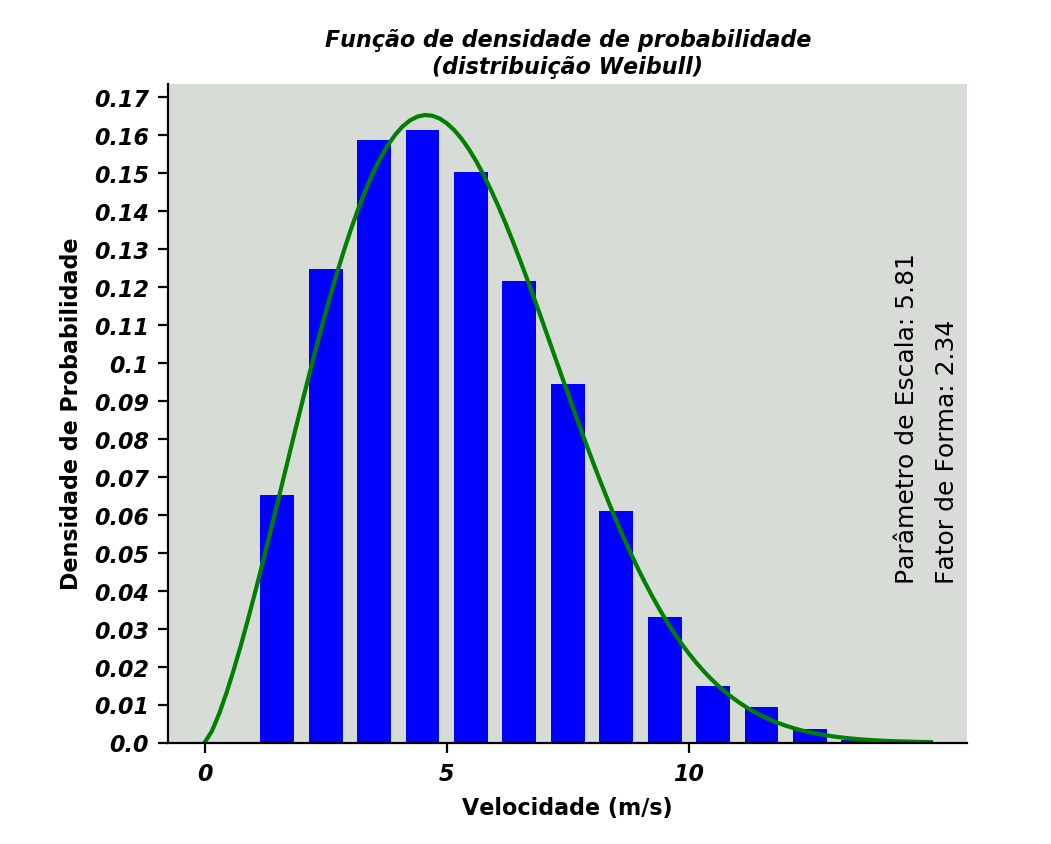 Função de densidade de probabilidade
(distribuição Weibull)
Densidade de Probabilidade
0.17
0.16
0.15
0.14
0.13
0.12
0.11
0.1
0.09
0.08
0.07
0.06
0.05
0.04
0.03
0.02
0.01
0.0
Parâmetro de Escala: 5.81
Fator de Forma: 2.34
0 5 10
Velocidade (m/s)